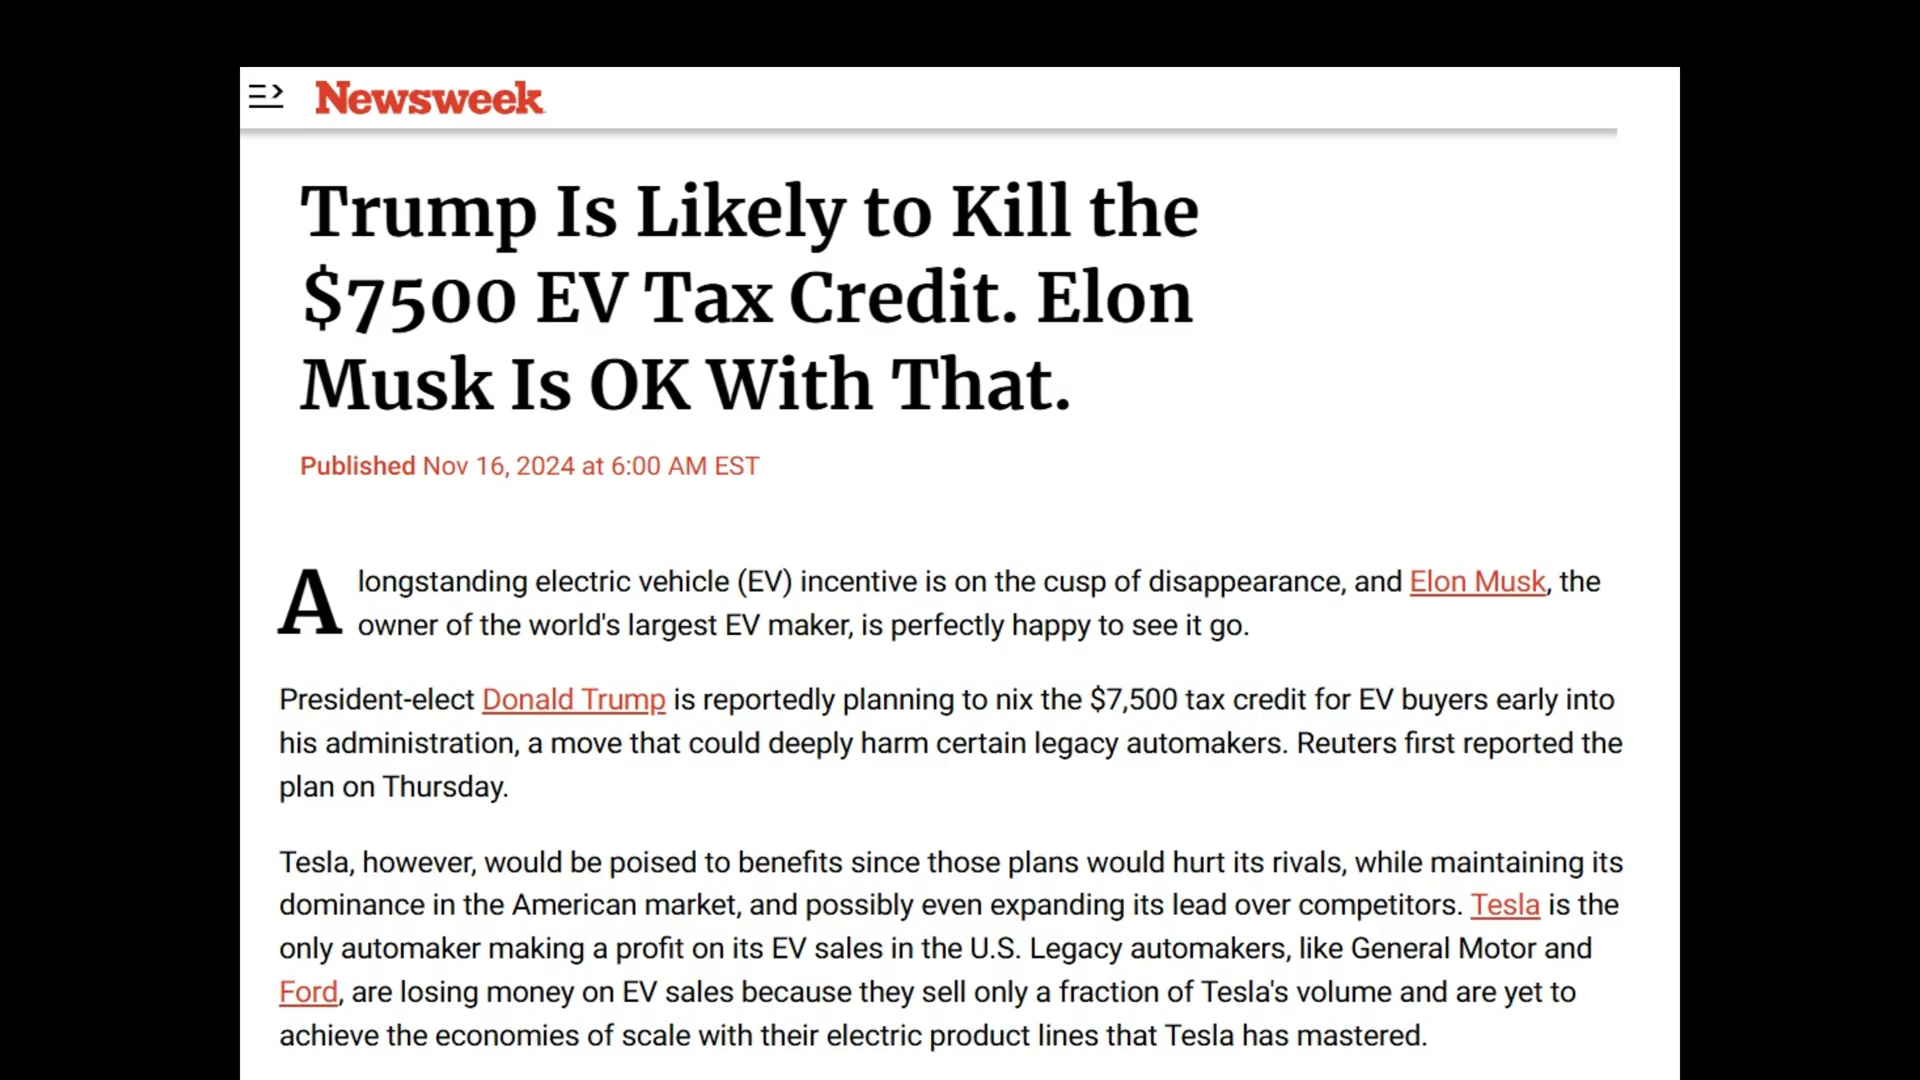 Newsweek
Trump Is Likely to Kill the
$7500 EV Tax Credit. Elon
Musk Is OK With That.
Published Nov 16, 2024 at 6:00 AM EST
A longstanding electric vehicle (EV) incentive is on the cusp of disappearance, and Elon Musk, the
owner of the world's largest EV maker, is perfectly happy to see it go.
President-elect Donald Trump is reportedly planning to nix the $7,500 tax credit for EV buyers early into
his administration, a move that could deeply harm certain legacy automakers. Reuters first reported the
plan on Thursday.
Tesla, however, would be poised to benefits since those plans would hurt its rivals, while maintaining its
dominance in the American market, and possibly even expanding its lead over competitors. Tesla is the
only automaker making a profit on its EV sales in the U.S. Legacy automakers, like General Motor and
Ford, are losing money on EV sales because they sell only a fraction of Tesla's volume and are yet to
achieve the economies of scale with their electric product lines that Tesla has mastered.